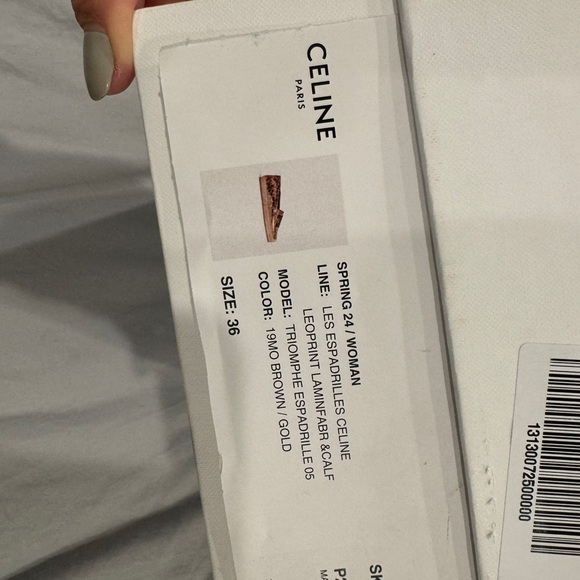 CELINE
PARIS
SPRING 24 / WOMAN
LINE: LES ESPADRILLES CELINE
LEOPRINT LAMINFABR &CALF
MODEL: TRIOMPHE ESPADRILLE 05
COLOR: 19MO BROWN / GOLD
SIZE: 36
13130072500000